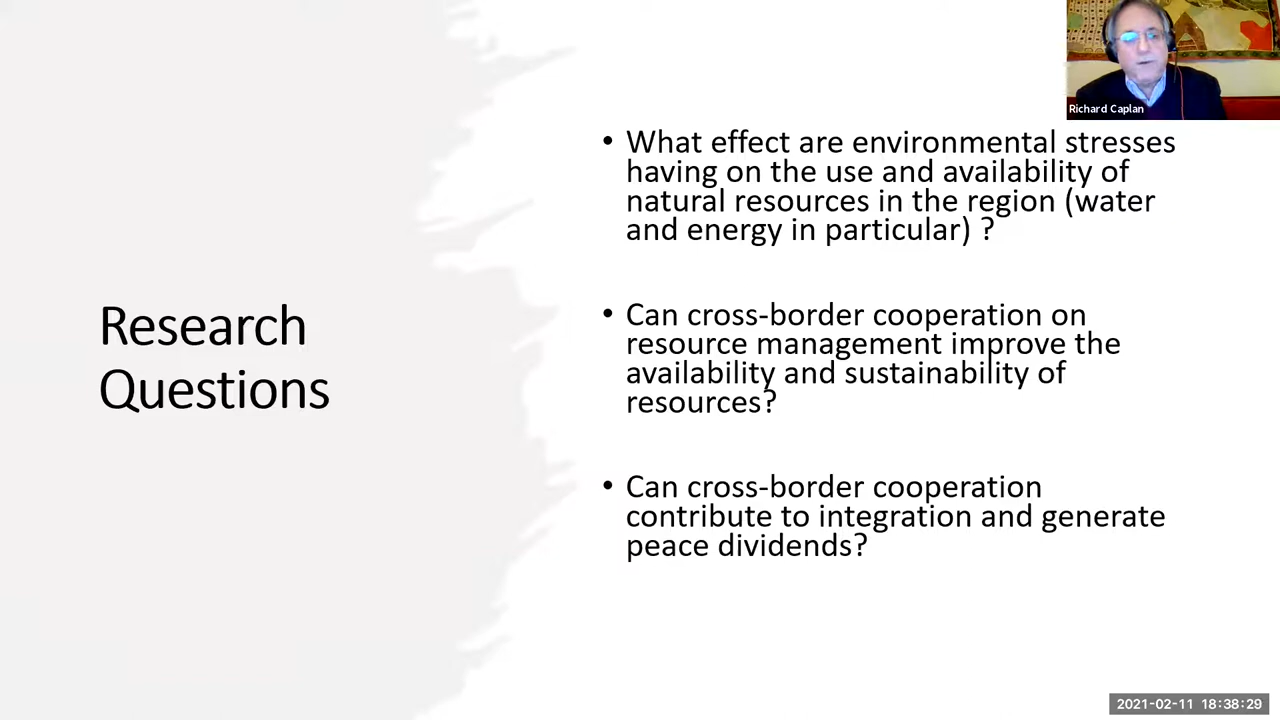 Richard Caplan
Research
Questions
• What effect are environmental stresses
having on the use and availability of
natural resources in the region (water
and energy in particular) ?
• Can cross-border cooperation on
resource management improve the
availability and sustainability of
resources?
• Can cross-border cooperation
contribute to integration and generate
peace dividends?
2021-02-11 18:38:29